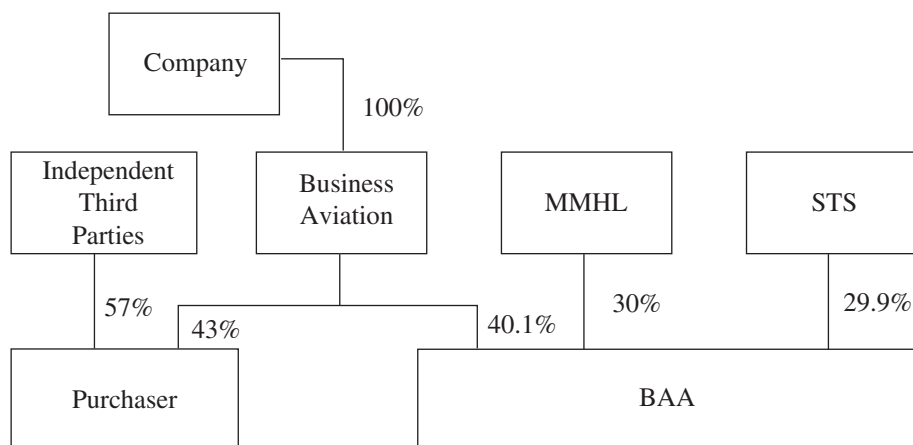 Company
100%
Independent
Third
Parties
Business
Aviation
MMHL
STS
57%
43%
40.1%
30%
29.9%
Purchaser
BAA